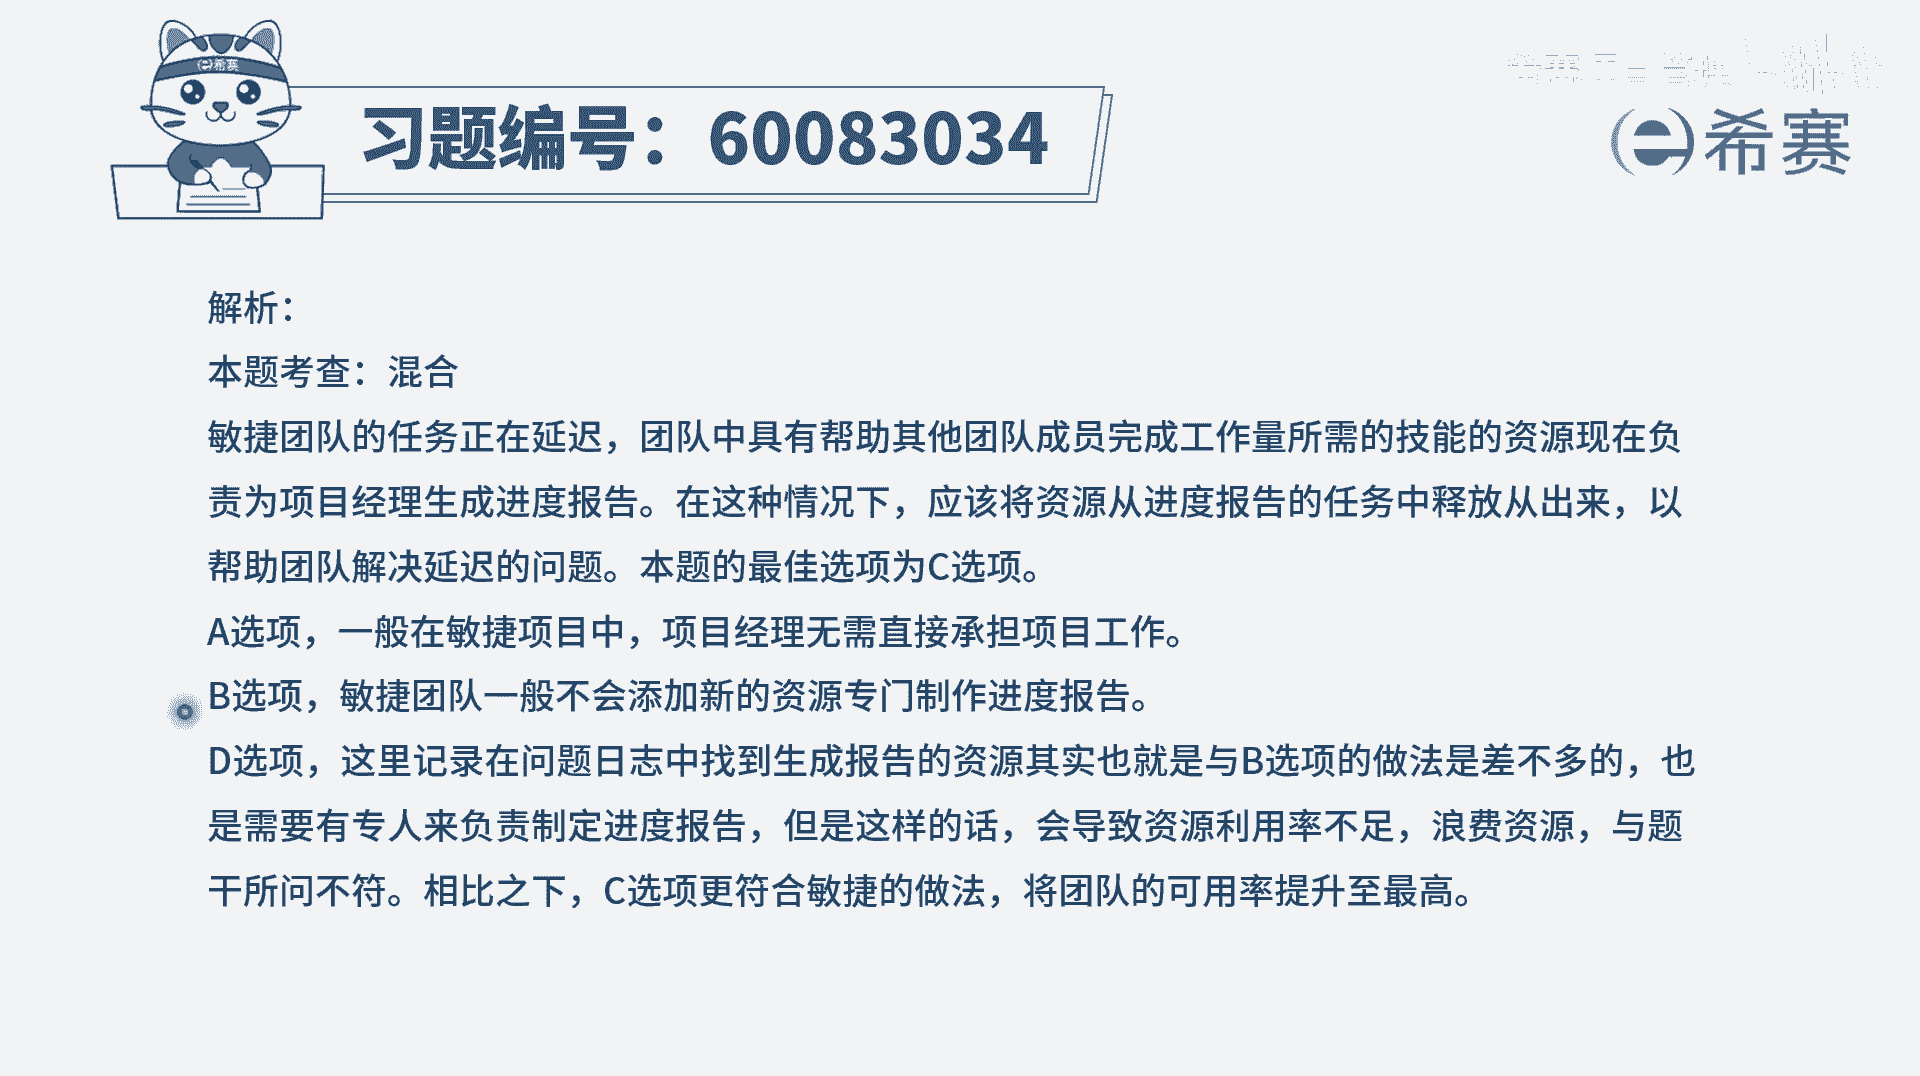 e希赛
习题编号：60083034
e希赛
解析：
本题考查：混合
敏捷团队的任务正在延迟，团队中具有帮助其他团队成员完成工作量所需的技能的资源现在负
责为项目经理生成进度报告。在这种情况下，应该将资源从进度报告的任务中释放从出来，以
帮助团队解决延迟的问题。本题的最佳选项为C选项。
A选项，一般在敏捷项目中，项目经理无需直接承担项目工作。
B选项，敏捷团队一般不会添加新的资源专门制作进度报告。
D选项，这里记录在问题日志中找到生成报告的资源其实也就是与B选项的做法是差不多的，也
是需要有专人来负责制定进度报告，但是这样的话，会导致资源利用率不足，浪费资源，与题
干所问不符。相比之下，C选项更符合敏捷的做法，将团队的可用率提升至最高。